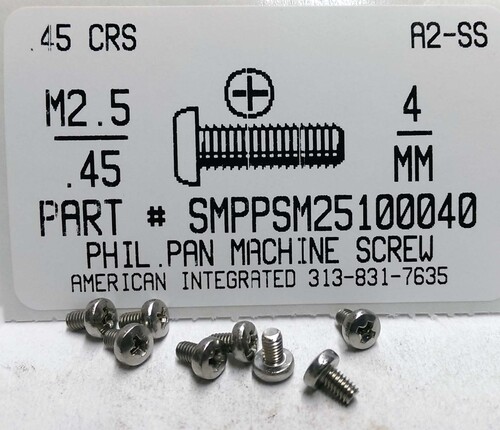 .45 CRS A2-SS
M2.5 4
.45 MM
PART # SMPPSM25100040
PHIL.PAN MACHINE SCREW
AMERICAN INTEGRATED 313-831-7635